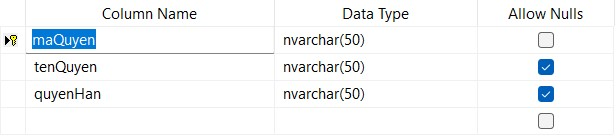 Column Name Data Type Allow Nulls
maQuyen nvarchar(50)
tenQuyen nvarchar(50)
quyenHan nvarchar(50)